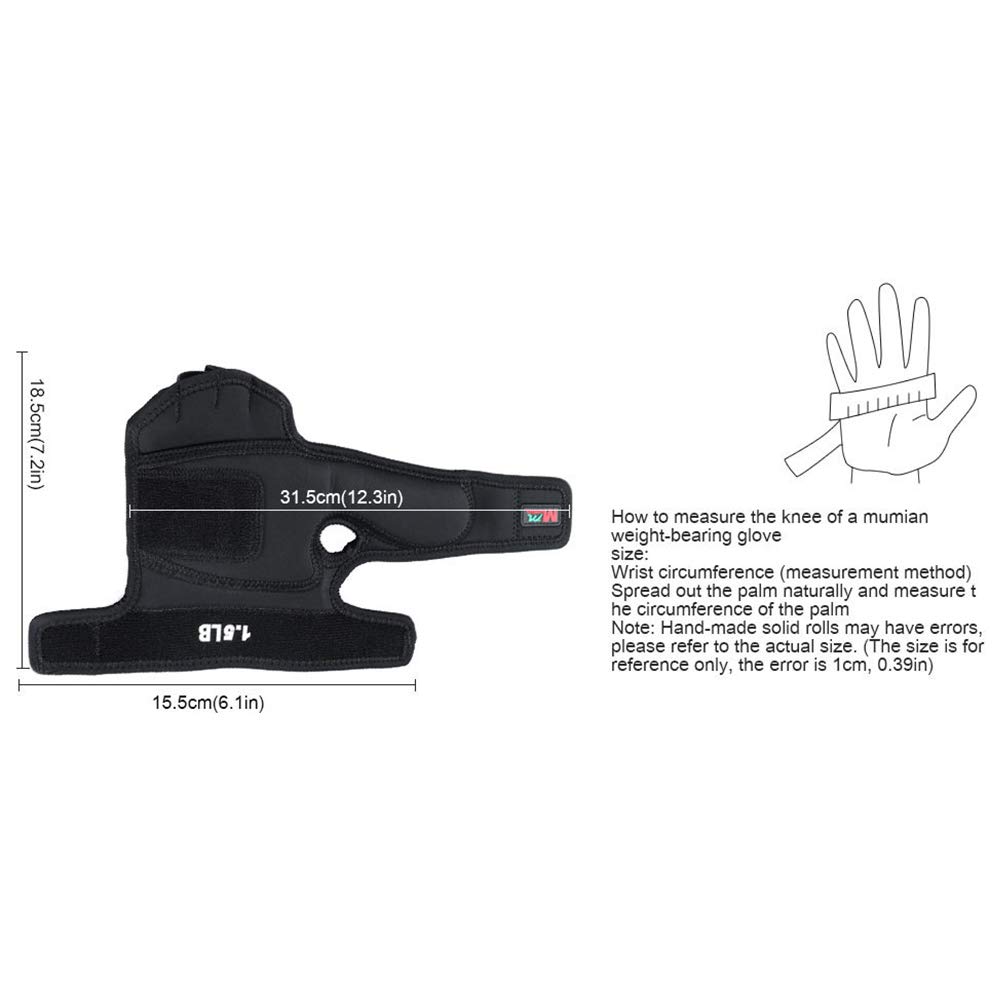 18.5cm(7.2in)
31.5cm(12.3in)
M
1.5LB
15.5cm(6.1in)
How to measure the knee of a mumian
weight-bearing glove
size:
Wrist circumference (measurement method)
Spread out the palm naturally and measure t
he circumference of the palm
Note: Hand-made solid rolls may have errors,
please refer to the actual size. (The size is for
reference only, the error is 1cm, 0.39in)